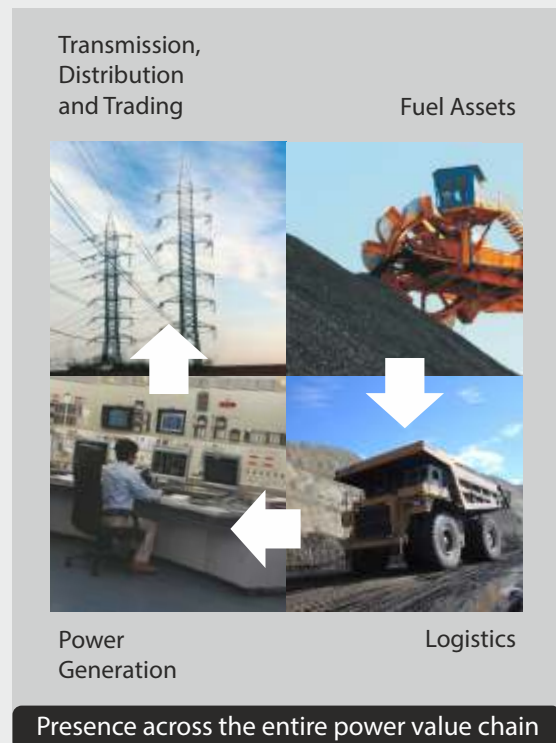 Transmission,
Distribution
and Trading
Fuel Assets
Power
Generation
Logistics
Presence across the entire power value chain